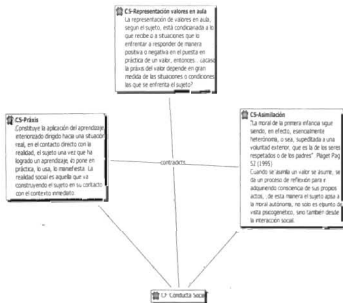 CS-Representación valores en aula
La representación de valores en aula,
según el sujeto, está condicionada a lo
que recibe o a situaciones que lo
enfrentar a responder de manera
positiva o negativa en el puesta en
práctica de un valor, entonces.. ¿acaso
la praxis del valor depende en gran
medida de las situaciones o condiciones
las que se enfrenta el sujeto?
CS-Práxis
Constituye la aplicación del aprendizaje
intencionado dirigido hacia una situación
real, en el contacto directo con la
realidad, el sujeto una vez que ha
logrado un aprendizaje, lo pone en
práctica, lo usa, lo manifiesta. La
realidad social es aquella que va
construyendo el sujeto en su contacto
con el contexto inmediato.
CS-Asimilación
"La moral de la primera infancia sigue
siendo, en efecto, esencialmente
heterónoma, o sea, supeditada a una
voluntad exterior, que es la de los seres
respetados o de los padres". Piaget Pag
52 (1995)
Cuando se asimila un valor se asume, se
da un proceso de reflexión para ir
adquiriendo consciencia de sus propios
actos, , de esta manera el sujeto apoya a
la moral autónoma, no solo es
vista psicogenético, sino también desde
la interacción social.
contradicts
CF Conducta Social